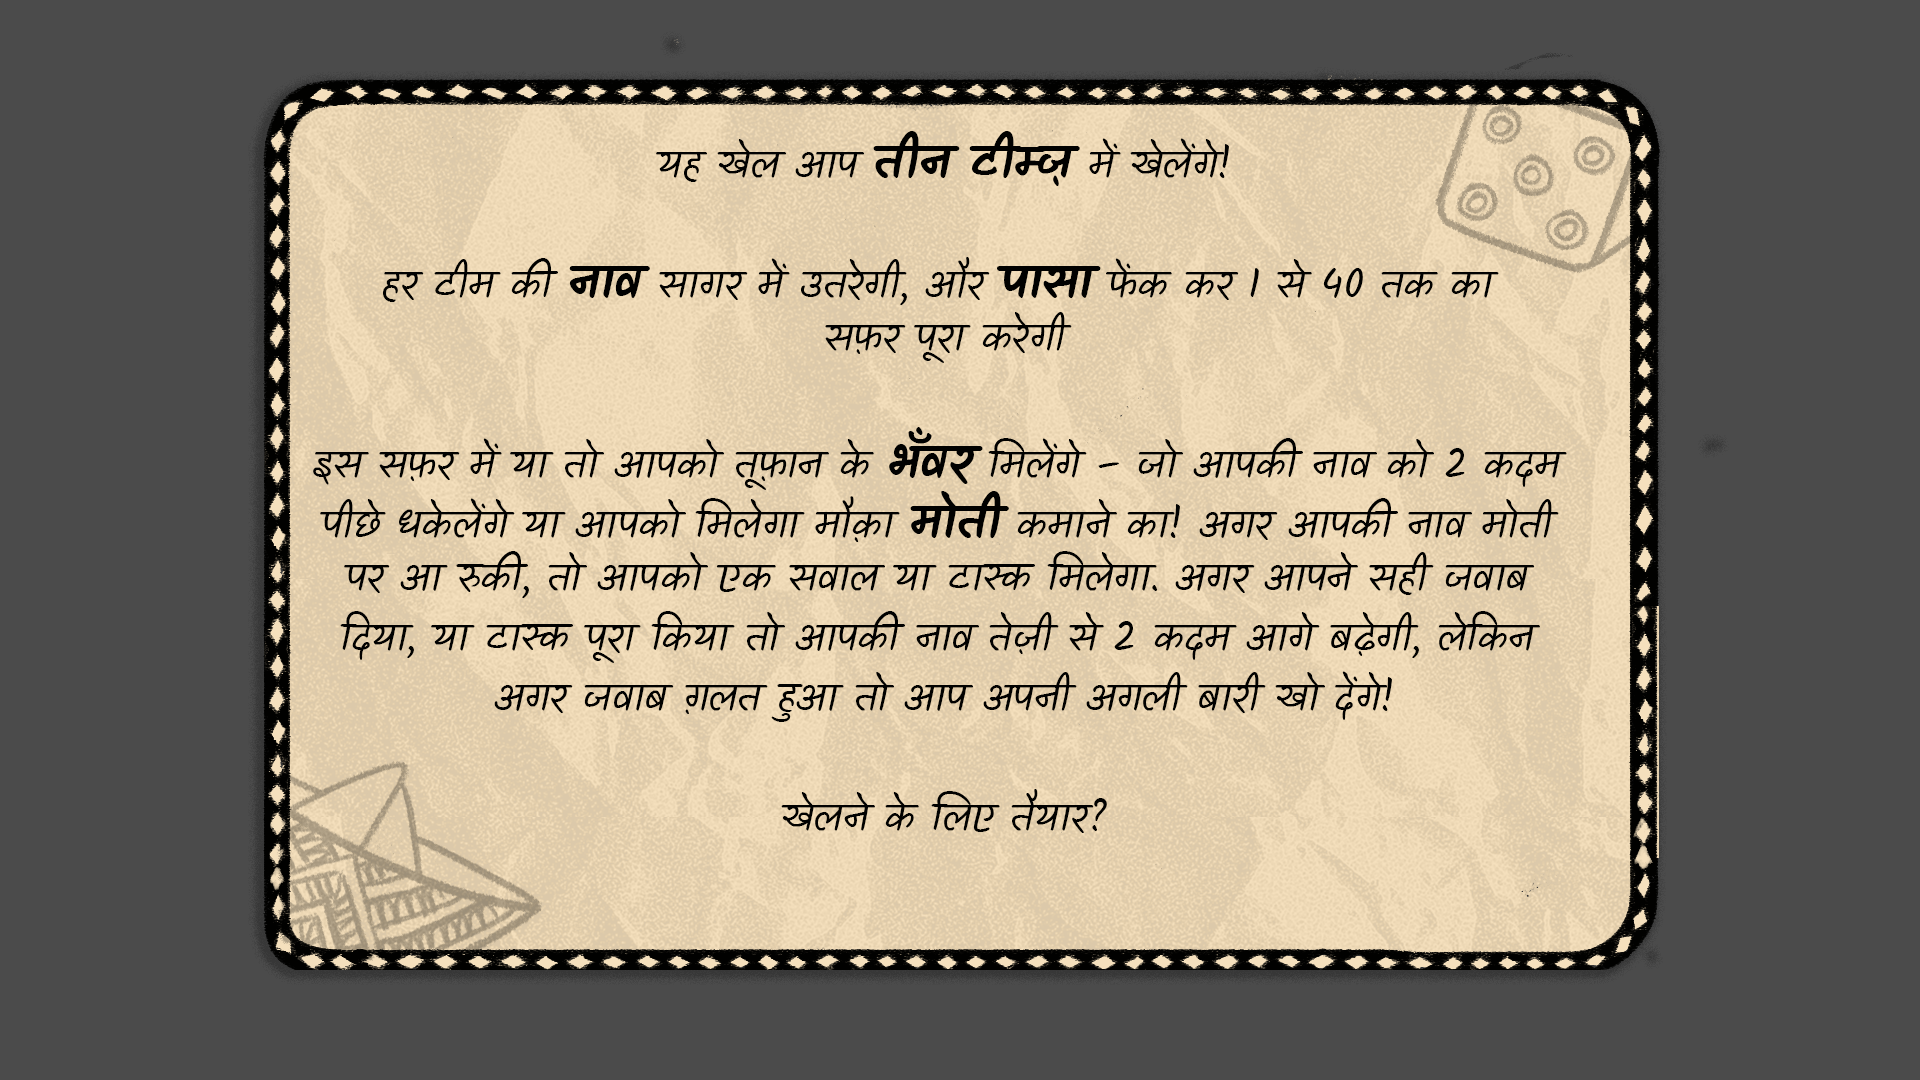 यह खेल आप तीन टीम्ज़ में खेलेंगे!
हर टीम की नाव सागर में उतरेगी, और पासा फेंक कर 1 से 40 तक का
सफ़र पूरा करेगी
इस सफ़र में या तो आपको तूफ़ान के भँवर मिलेंगे - जो आपकी नाव को 2 कदम
पीछे धकेलेंगे या आपको मिलेगा मौक़ा मोती कमाने का! अगर आपकी नाव मोती
पर आ रुकी, तो आपको एक सवाल या टास्क मिलेगा. अगर आपने सही जवाब
दिया, या टास्क पूरा किया तो आपकी नाव तेज़ी से 2 कदम आगे बढ़ेगी, लेकिन
अगर जवाब ग़लत हुआ तो आप अपनी अगली बारी खो देंगे!
खेलने के लिए तैयार?